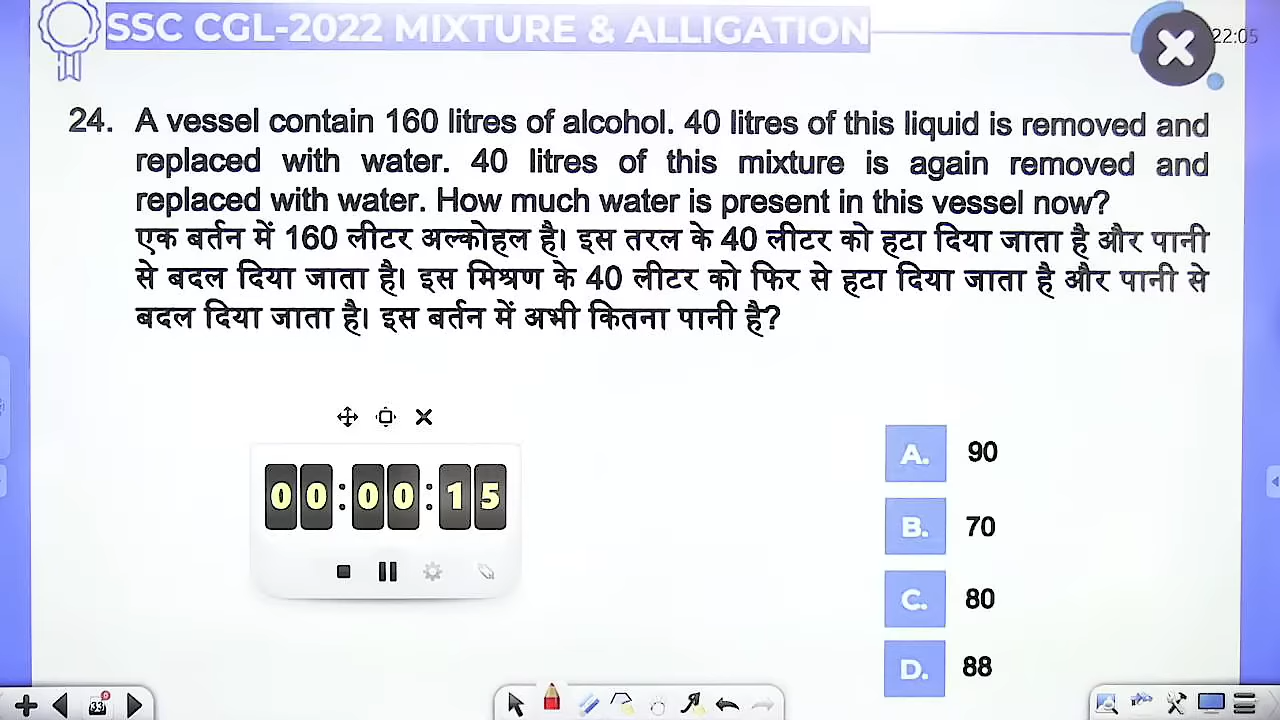 SSC CGL-2022 MIXTURE & ALLIGATION
22:05
24. A vessel contain 160 litres of alcohol. 40 litres of this liquid is removed and
replaced with water. 40 litres of this mixture is again removed and
replaced with water. How much water is present in this vessel now?
एक बर्तन में 160 लीटर अल्कोहल है। इस तरल के 40 लीटर को हटा दिया जाता है और पानी
से बदल दिया जाता है। इस मिश्रण के 40 लीटर को फिर से हटा दिया जाता है और पानी से
बदल दिया जाता है। इस बर्तन में अभी कितना पानी है?
00:00:15
A. 90
B. 70
C. 80
D. 88
33